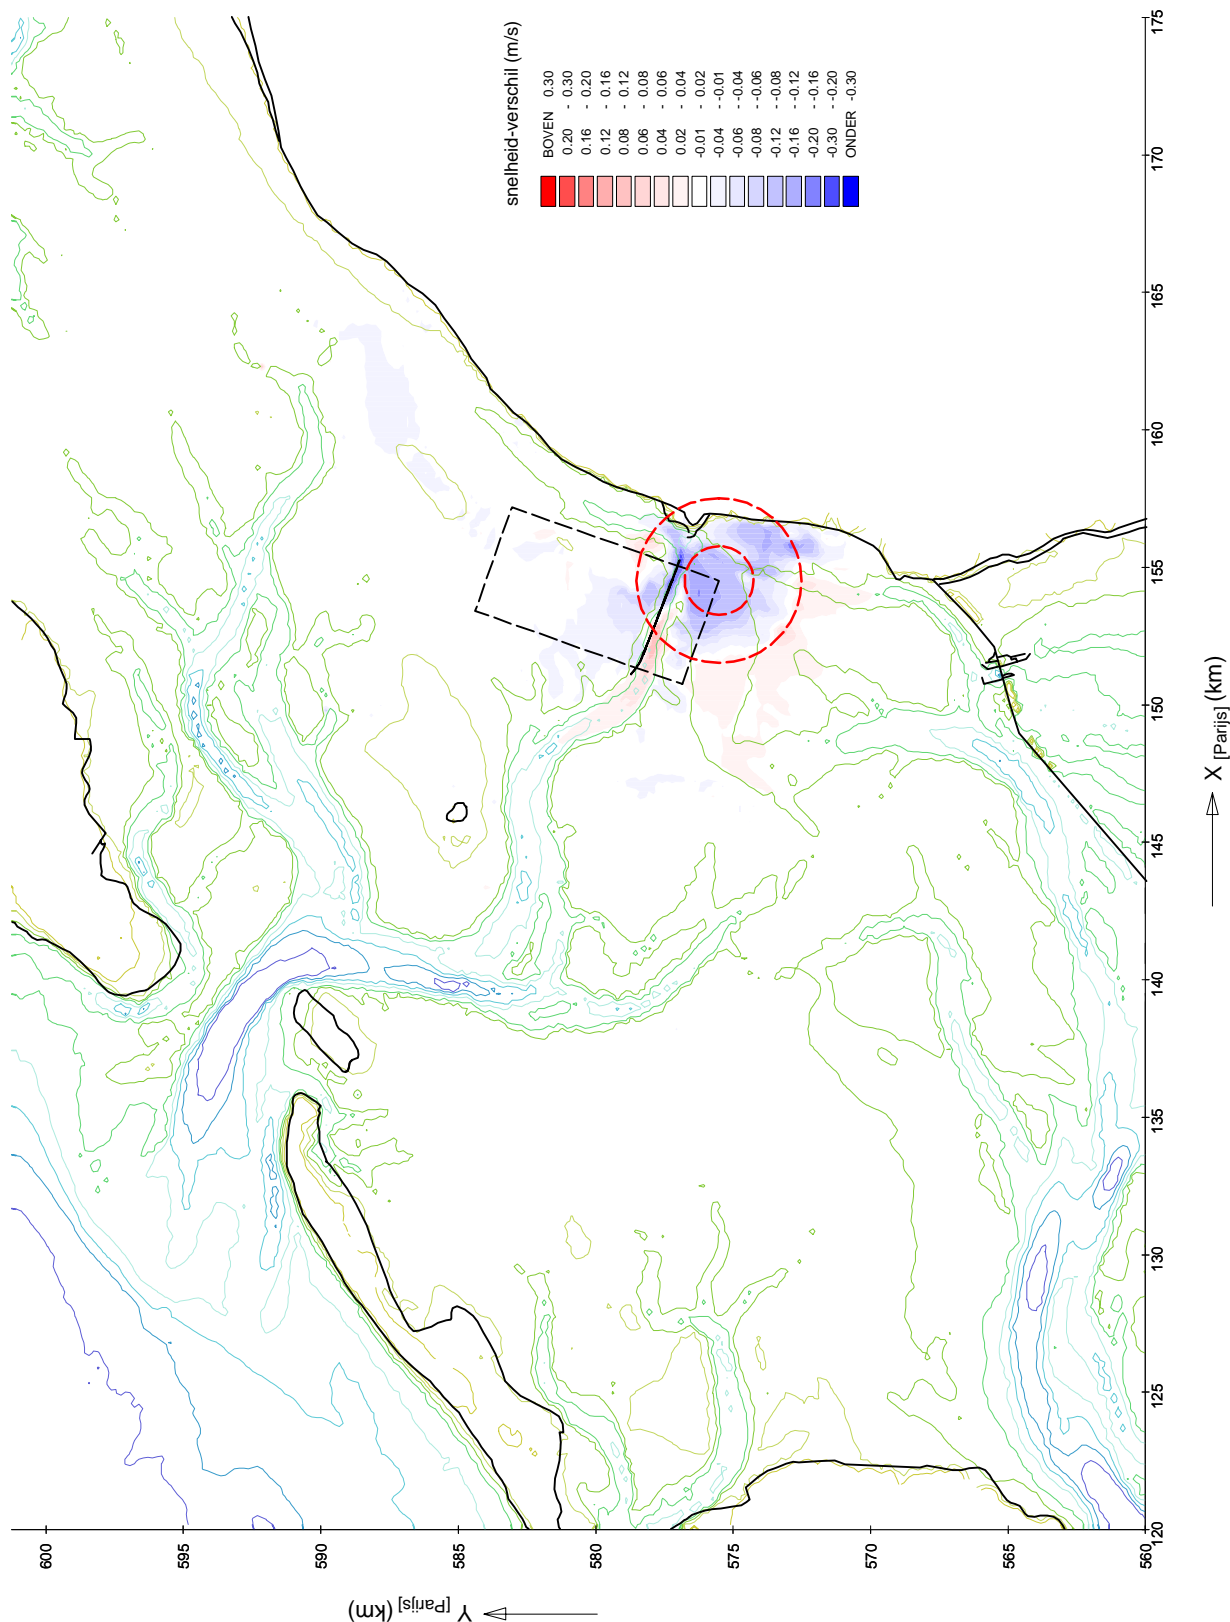 snelheid-verschil (m/s)
BOVEN 0.30
0.20 - 0.30
0.16 - 0.20
0.12 - 0.16
0.08 - 0.12
0.06 - 0.08
0.04 - 0.06
0.02 - 0.04
-0.01 - 0.02
-0.04 - -0.01
-0.06 - -0.04
-0.08 - -0.06
-0.12 - -0.08
-0.16 - -0.12
-0.20 - -0.16
-0.30 - -0.20
ONDER -0.30
600
595
590
585
580
575
570
565
560
Y [Parijs] (km)
120
125
130
135
140
145
150
155
160
165
170
175
X [Parijs] (km)